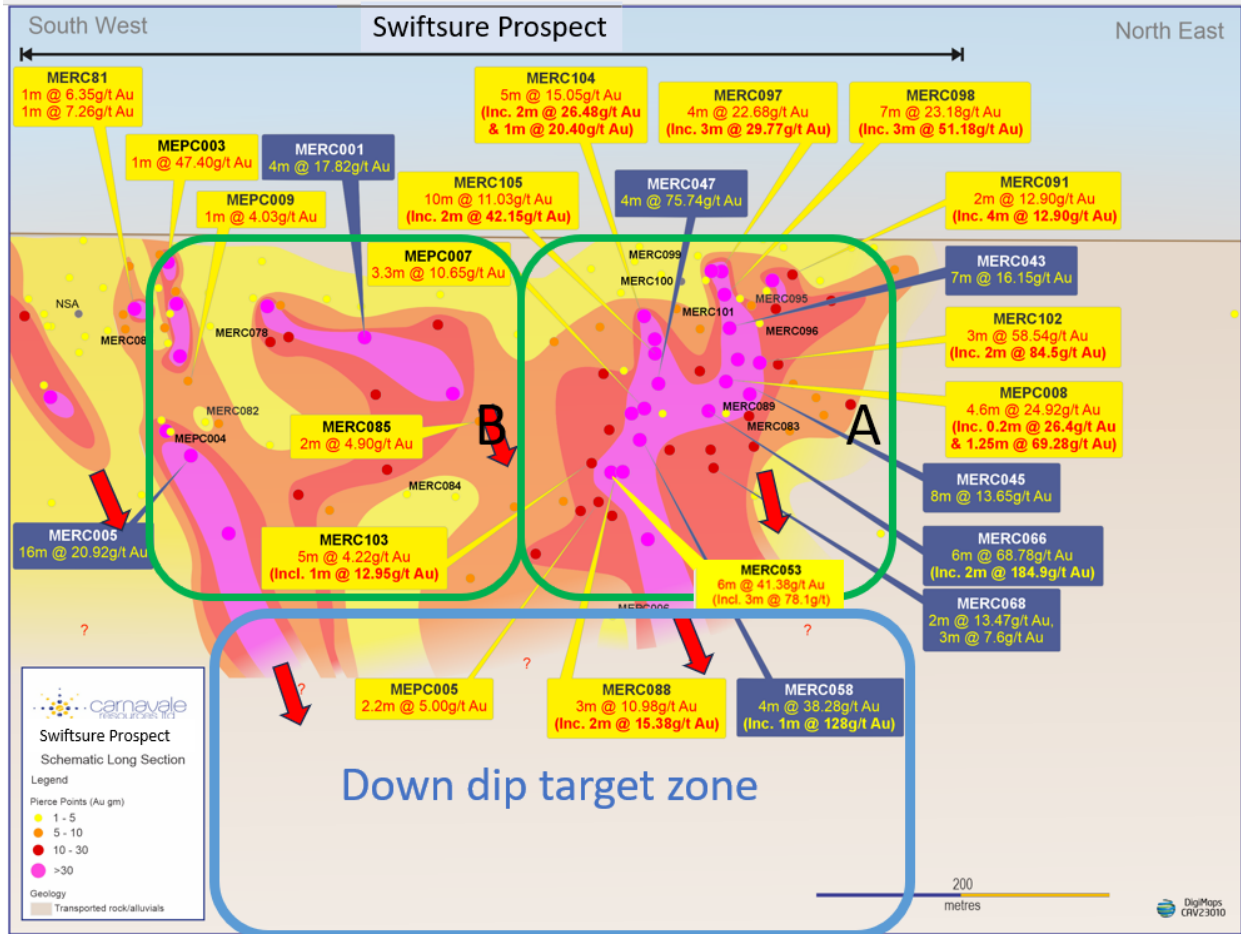 South West
Swiftsure Prospect
North East
MERC81
1m @ 6.35g/t Au
1m @ 7.26g/t Au
MEPC003
1m @ 47.40g/t Au
MEPC009
1m @ 4.03g/t Au
MERC001
4m @ 17.82g/t Au
MERC104
5m @ 15.05g/t Au
(Inc. 2m @ 26.48g/t Au
& 1m @ 20.40g/t Au)
MERC105
10m @ 11.03g/t Au
(Inc. 2m @ 42.15g/t Au)
MEPC007
3.3m @ 10.65g/t Au
MERC047
4m @ 75.74g/t Au
MERC097
4m @ 22.68g/t Au
(Inc. 3m @ 29.77g/t Au)
MERC098
7m @ 23.18g/t Au
(Inc. 3m @ 51.18g/t Au)
MERC091
2m @ 12.90g/t Au
(Inc. 4m @ 12.90g/t Au)
MERC043
7m @ 16.15g/t Au
MERC102
3m @ 58.54g/t Au
(Inc. 2m @ 84.5g/t Au)
MEPC008
4.6m @ 24.92g/t Au
(Inc. 0.2m @ 26.4g/t Au
& 1.25m @ 69.28g/t Au)
MERC045
8m @ 13.65g/t Au
MERC066
6m @ 68.78g/t Au
(Inc. 2m @ 184.9g/t Au)
MERC068
2m @ 13.47g/t Au,
3m @ 7.6g/t Au
NSA
MERC08
MERC078
MERC099
MERC100
MERC101
MERC095
MERC096
MERC082
MEPC004
MERC089
MERC083
MERC084
B
A
MERC085
2m @ 4.90g/t Au
MERC005
16m @ 20.92g/t Au
MERC103
5m @ 4.22g/t Au
(Incl. 1m @ 12.95g/t Au)
MERC053
6m @ 41.38g/t Au
(Incl. 3m @ 78.1g/t)
?
?
?
?
MEPC005
2.2m @ 5.00g/t Au
MERC088
3m @ 10.98g/t Au
(Inc. 2m @ 15.38g/t Au)
MERC058
4m @ 38.28g/t Au
(Inc. 1m @ 128g/t Au)
Down dip target zone
carnavale
resources ltd
Swiftsure Prospect
Schematic Long Section
Legend
Pierce Points (Au gm)
1 - 5
5 - 10
10 - 30
>30
Geology
Transported rock/alluvials
200
metres
DigiMaps
CAV23010